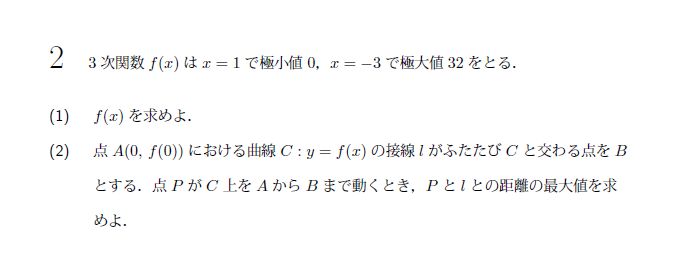 2 3 次関数 f(x) は x = 1 で極小値 0，x = −3 で極大値 32 をとる．
(1) f(x) を求めよ．
(2) 点 A(0, f(0)) における曲線 C : y = f(x) の接線 l がふたたび C と交わる点を B
とする．点 P が C 上を A から B まで動くとき，P と l との距離の最大値を求
めよ．